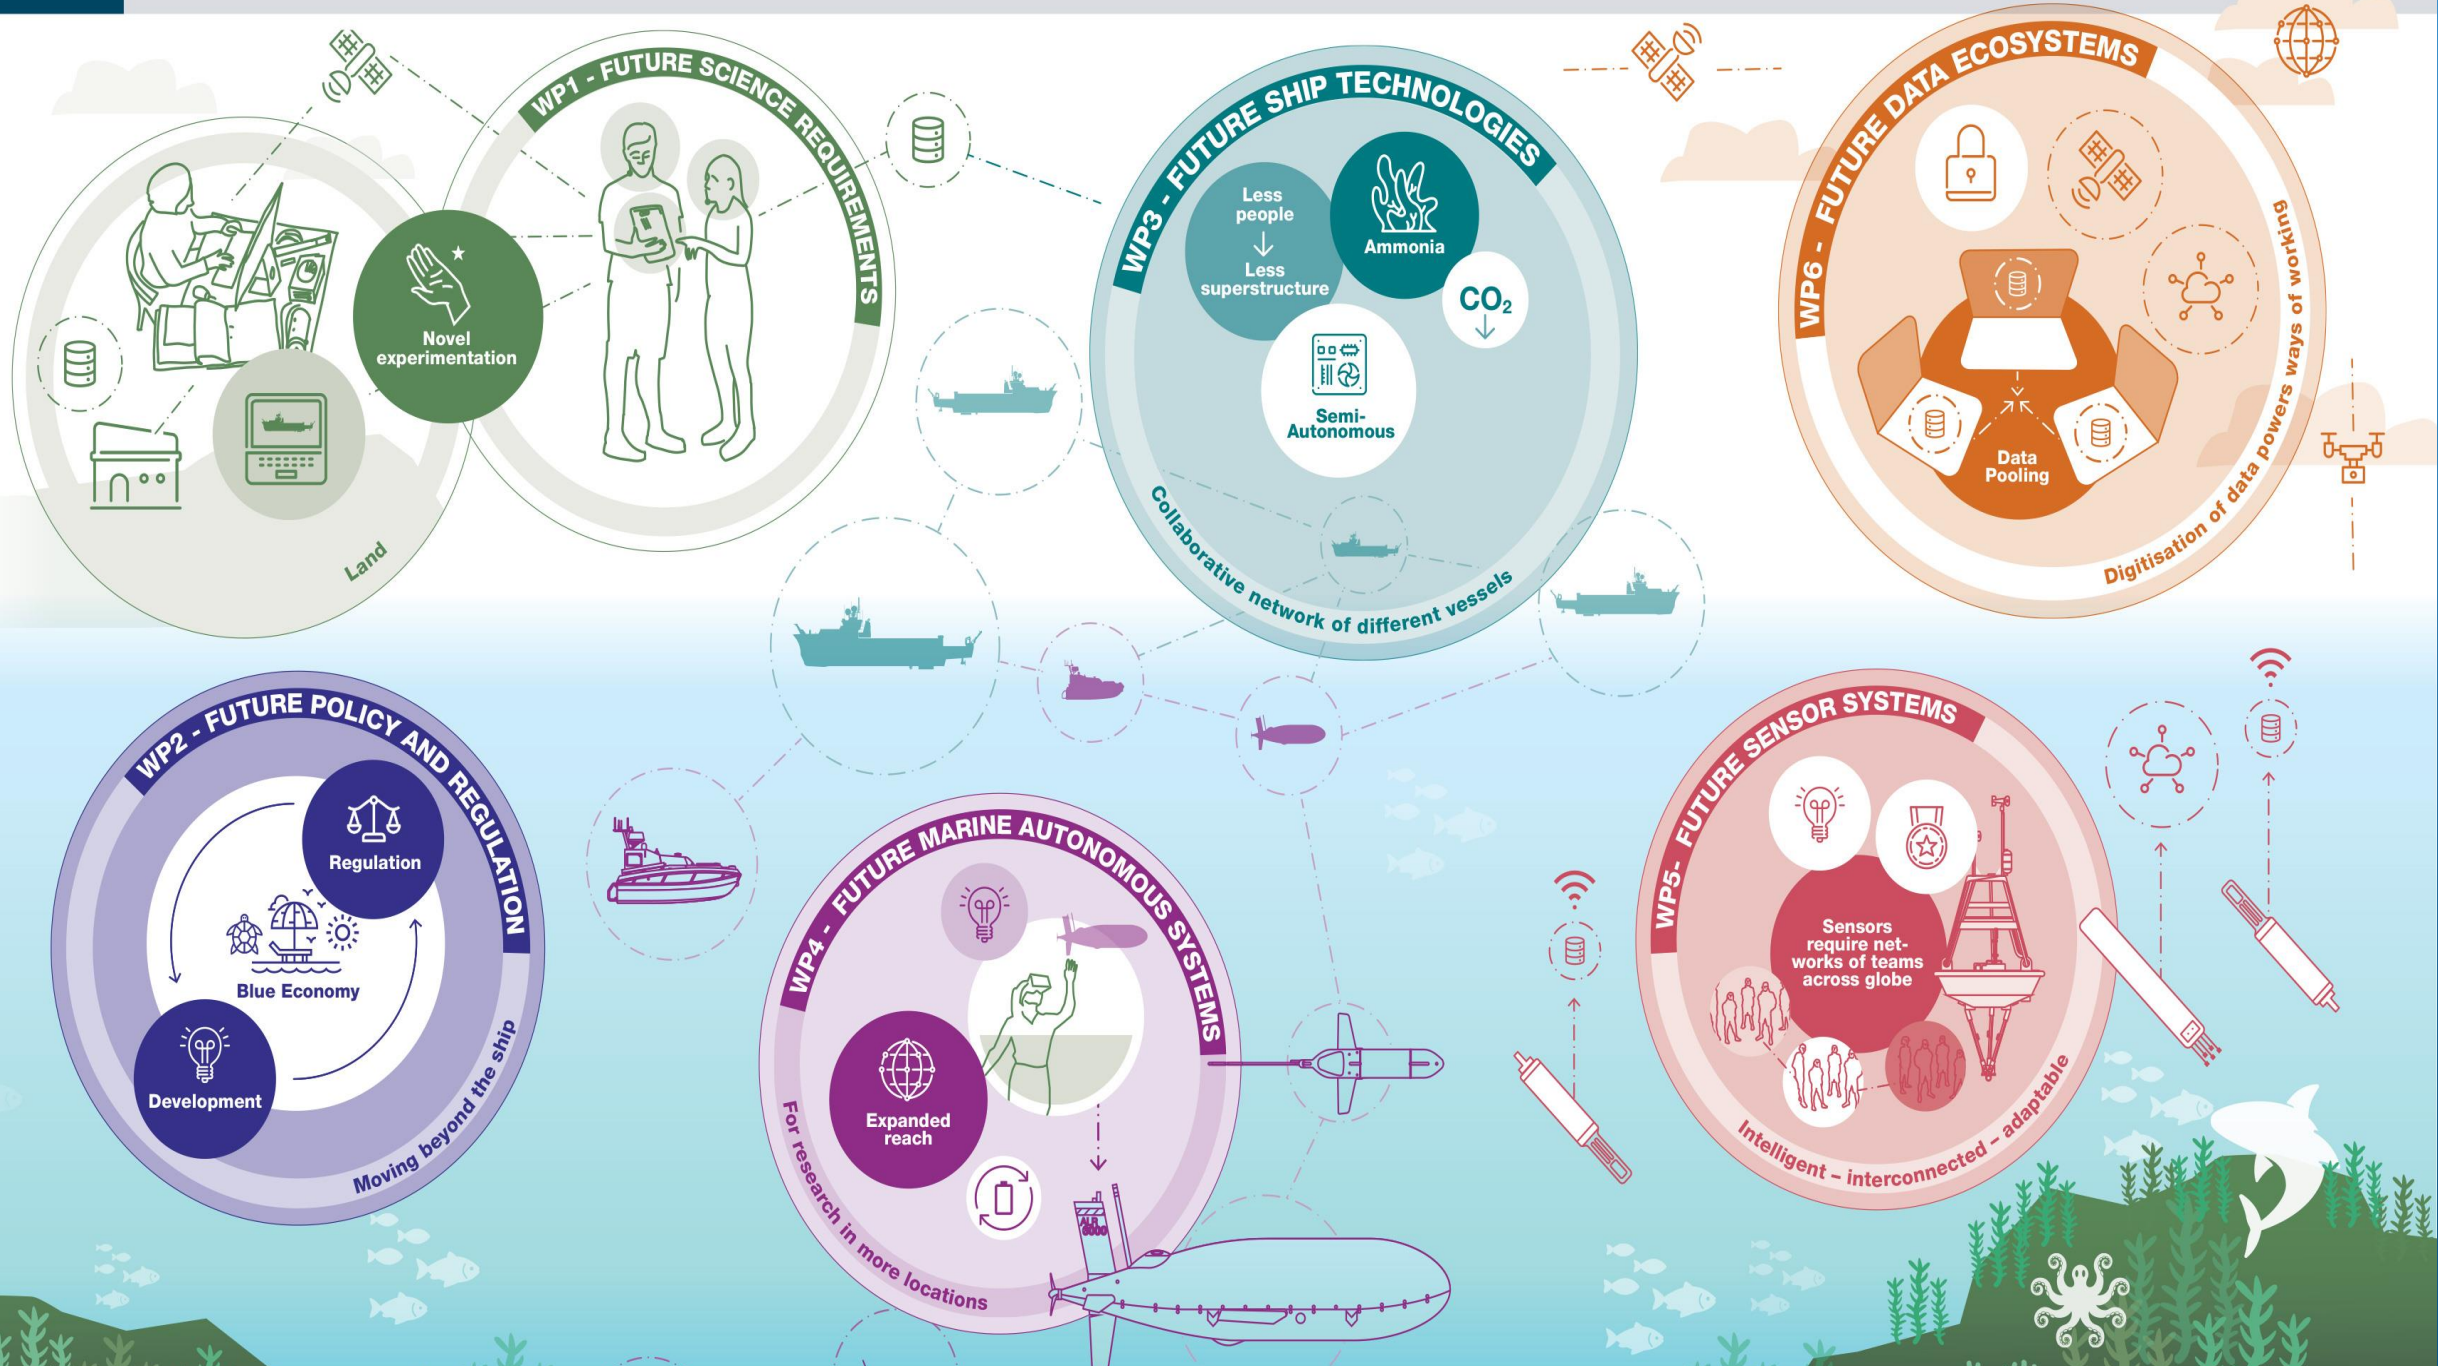 WP1 - FUTURE SCIENCE REQUIREMENTS
Novel
experimentation
Land
WP3 - FUTURE SHIP TECHNOLOGIES
Less
people
Less
superstructure
Ammonia
CO₂
Semi-
Autonomous
Collaborative network of different vessels
WP6 - FUTURE DATA ECOSYSTEMS
Data
Pooling
Digitisation of data powers ways of working
WP2 - FUTURE POLICY AND REGULATION
Regulation
Blue Economy
Development
Moving beyond the ship
WP4 - FUTURE MARINE AUTONOMOUS SYSTEMS
Expanded
reach
For research in more locations
ALR
6000
WP5- FUTURE SENSOR SYSTEMS
Sensors
require net-
works of teams
across globe
Intelligent – interconnected – adaptable